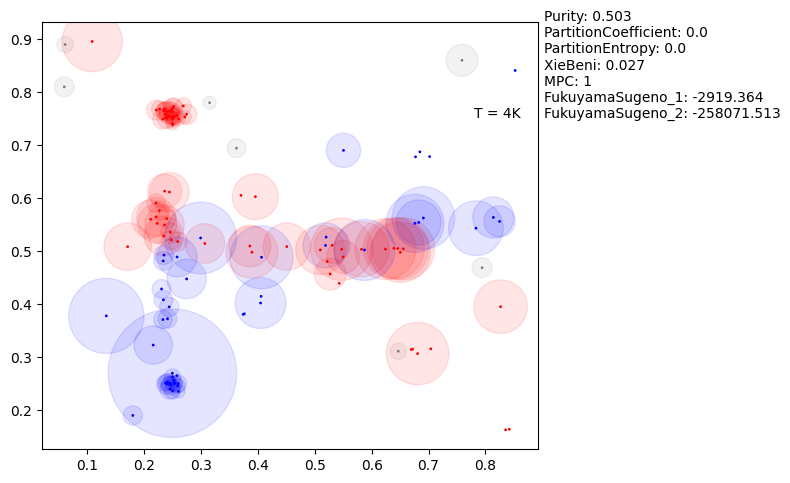 Purity: 0.503
PartitionCoefficient: 0.0
PartitionEntropy: 0.0
XieBeni: 0.027
MPC: 1
FukuyamaSugeno_1: -2919.364
FukuyamaSugeno_2: -258071.513
T = 4K
0.9
0.8
0.7
0.6
0.5
0.4
0.3
0.2
0.1 0.2 0.3 0.4 0.5 0.6 0.7 0.8